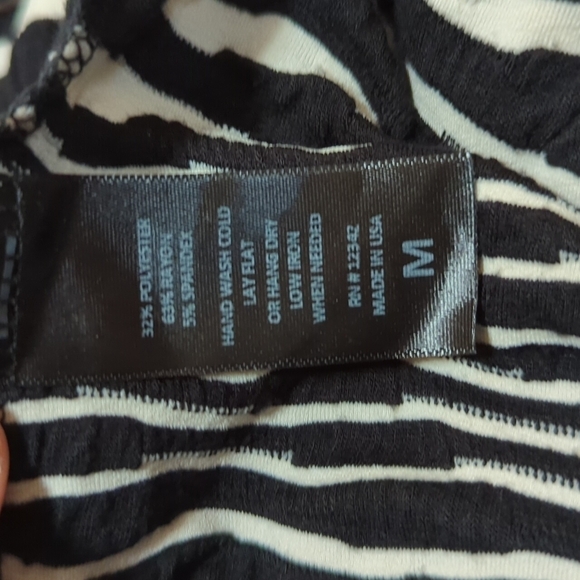 32% POLYESTER
63% RAYON
5% SPANDEX
HAND WASH COLD
LAY FLAT
OR HANG DRY
LOW IRON
WHEN NEEDED
RN # 12342
MADE IN USA
M